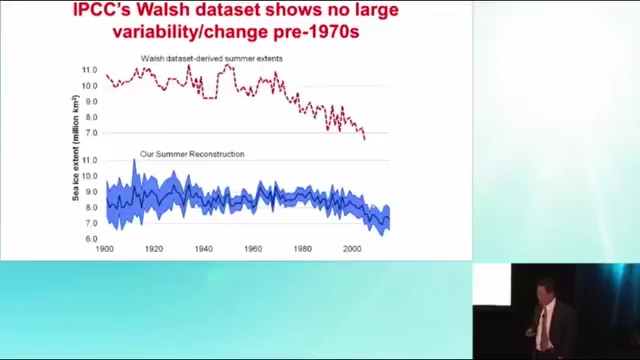 IPCC's Walsh dataset shows no large
variability/change pre-1970s
Walsh dataset-derived summer extents
11.0
10.0
9.0
8.0
7.0
Sea ice extent (million km²)
Our Summer Reconstruction
11.0
10.0
9.0
8.0
7.0
6.0
1900 1920 1940 1960 1980 2000